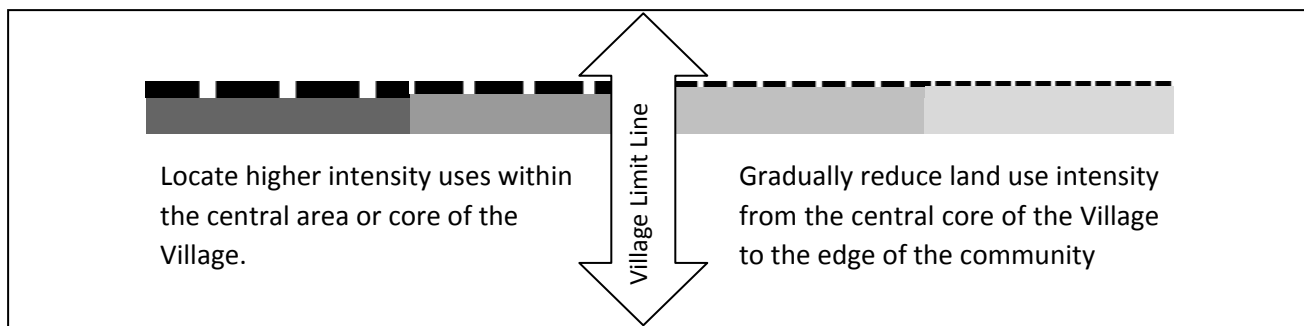 Locate higher intensity uses within
the central area or core of the
Village.
Village Limit Line
Gradually reduce land use intensity
from the central core of the Village
to the edge of the community